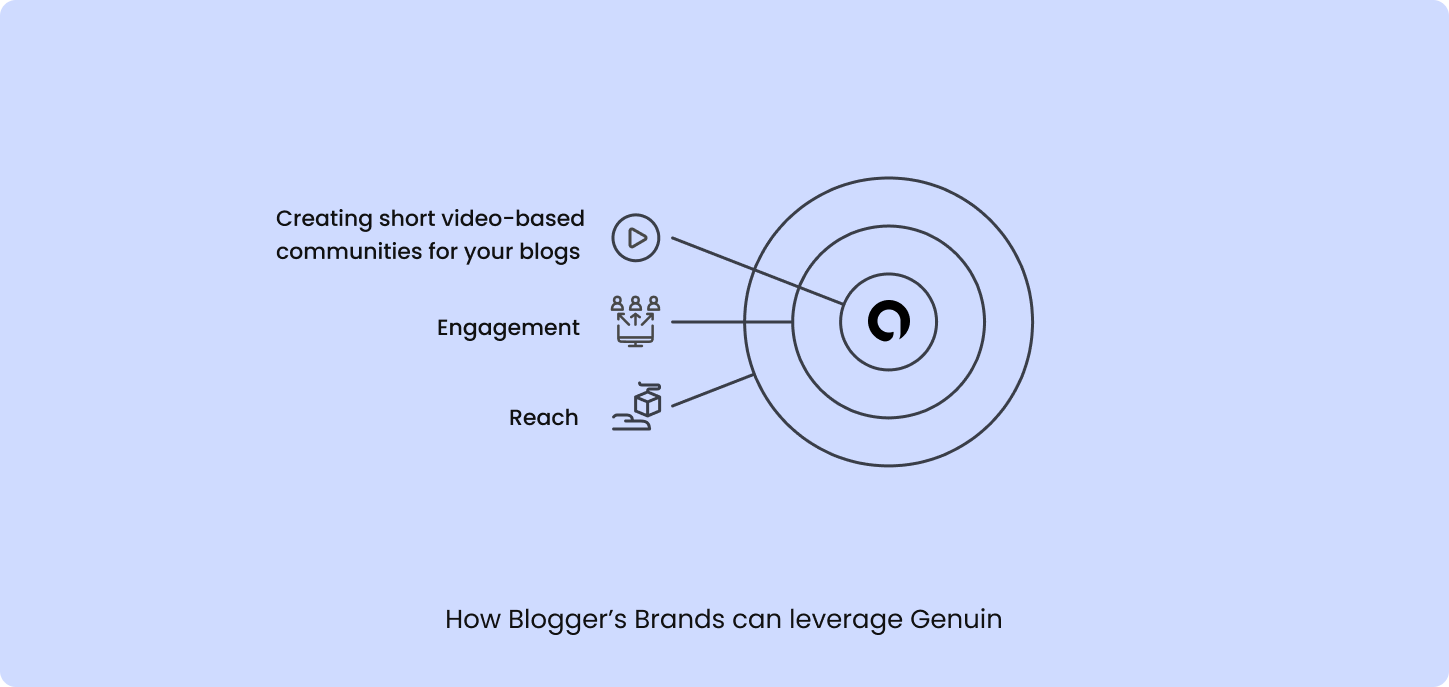 Creating short video-based
communities for your blogs
Engagement
Reach
How Blogger’s Brands can leverage Genuin